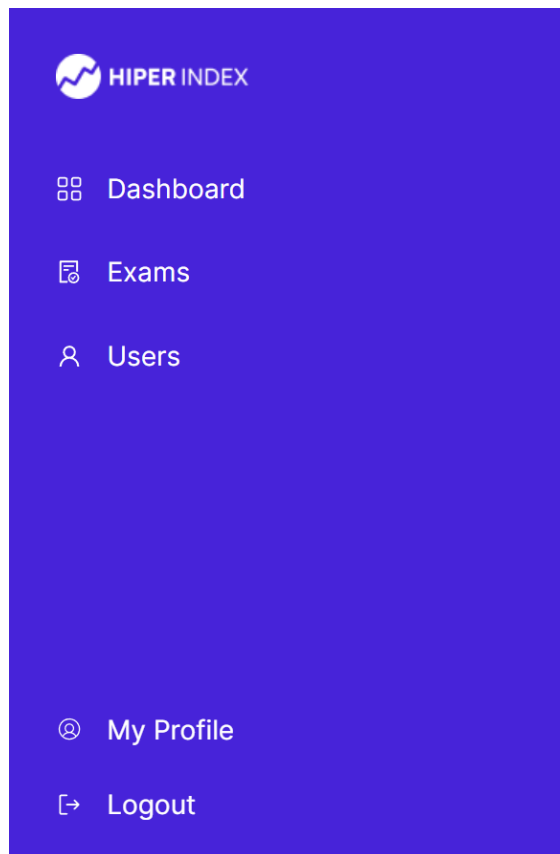 HIPER INDEX
Dashboard
Exams
Users
My Profile
Logout